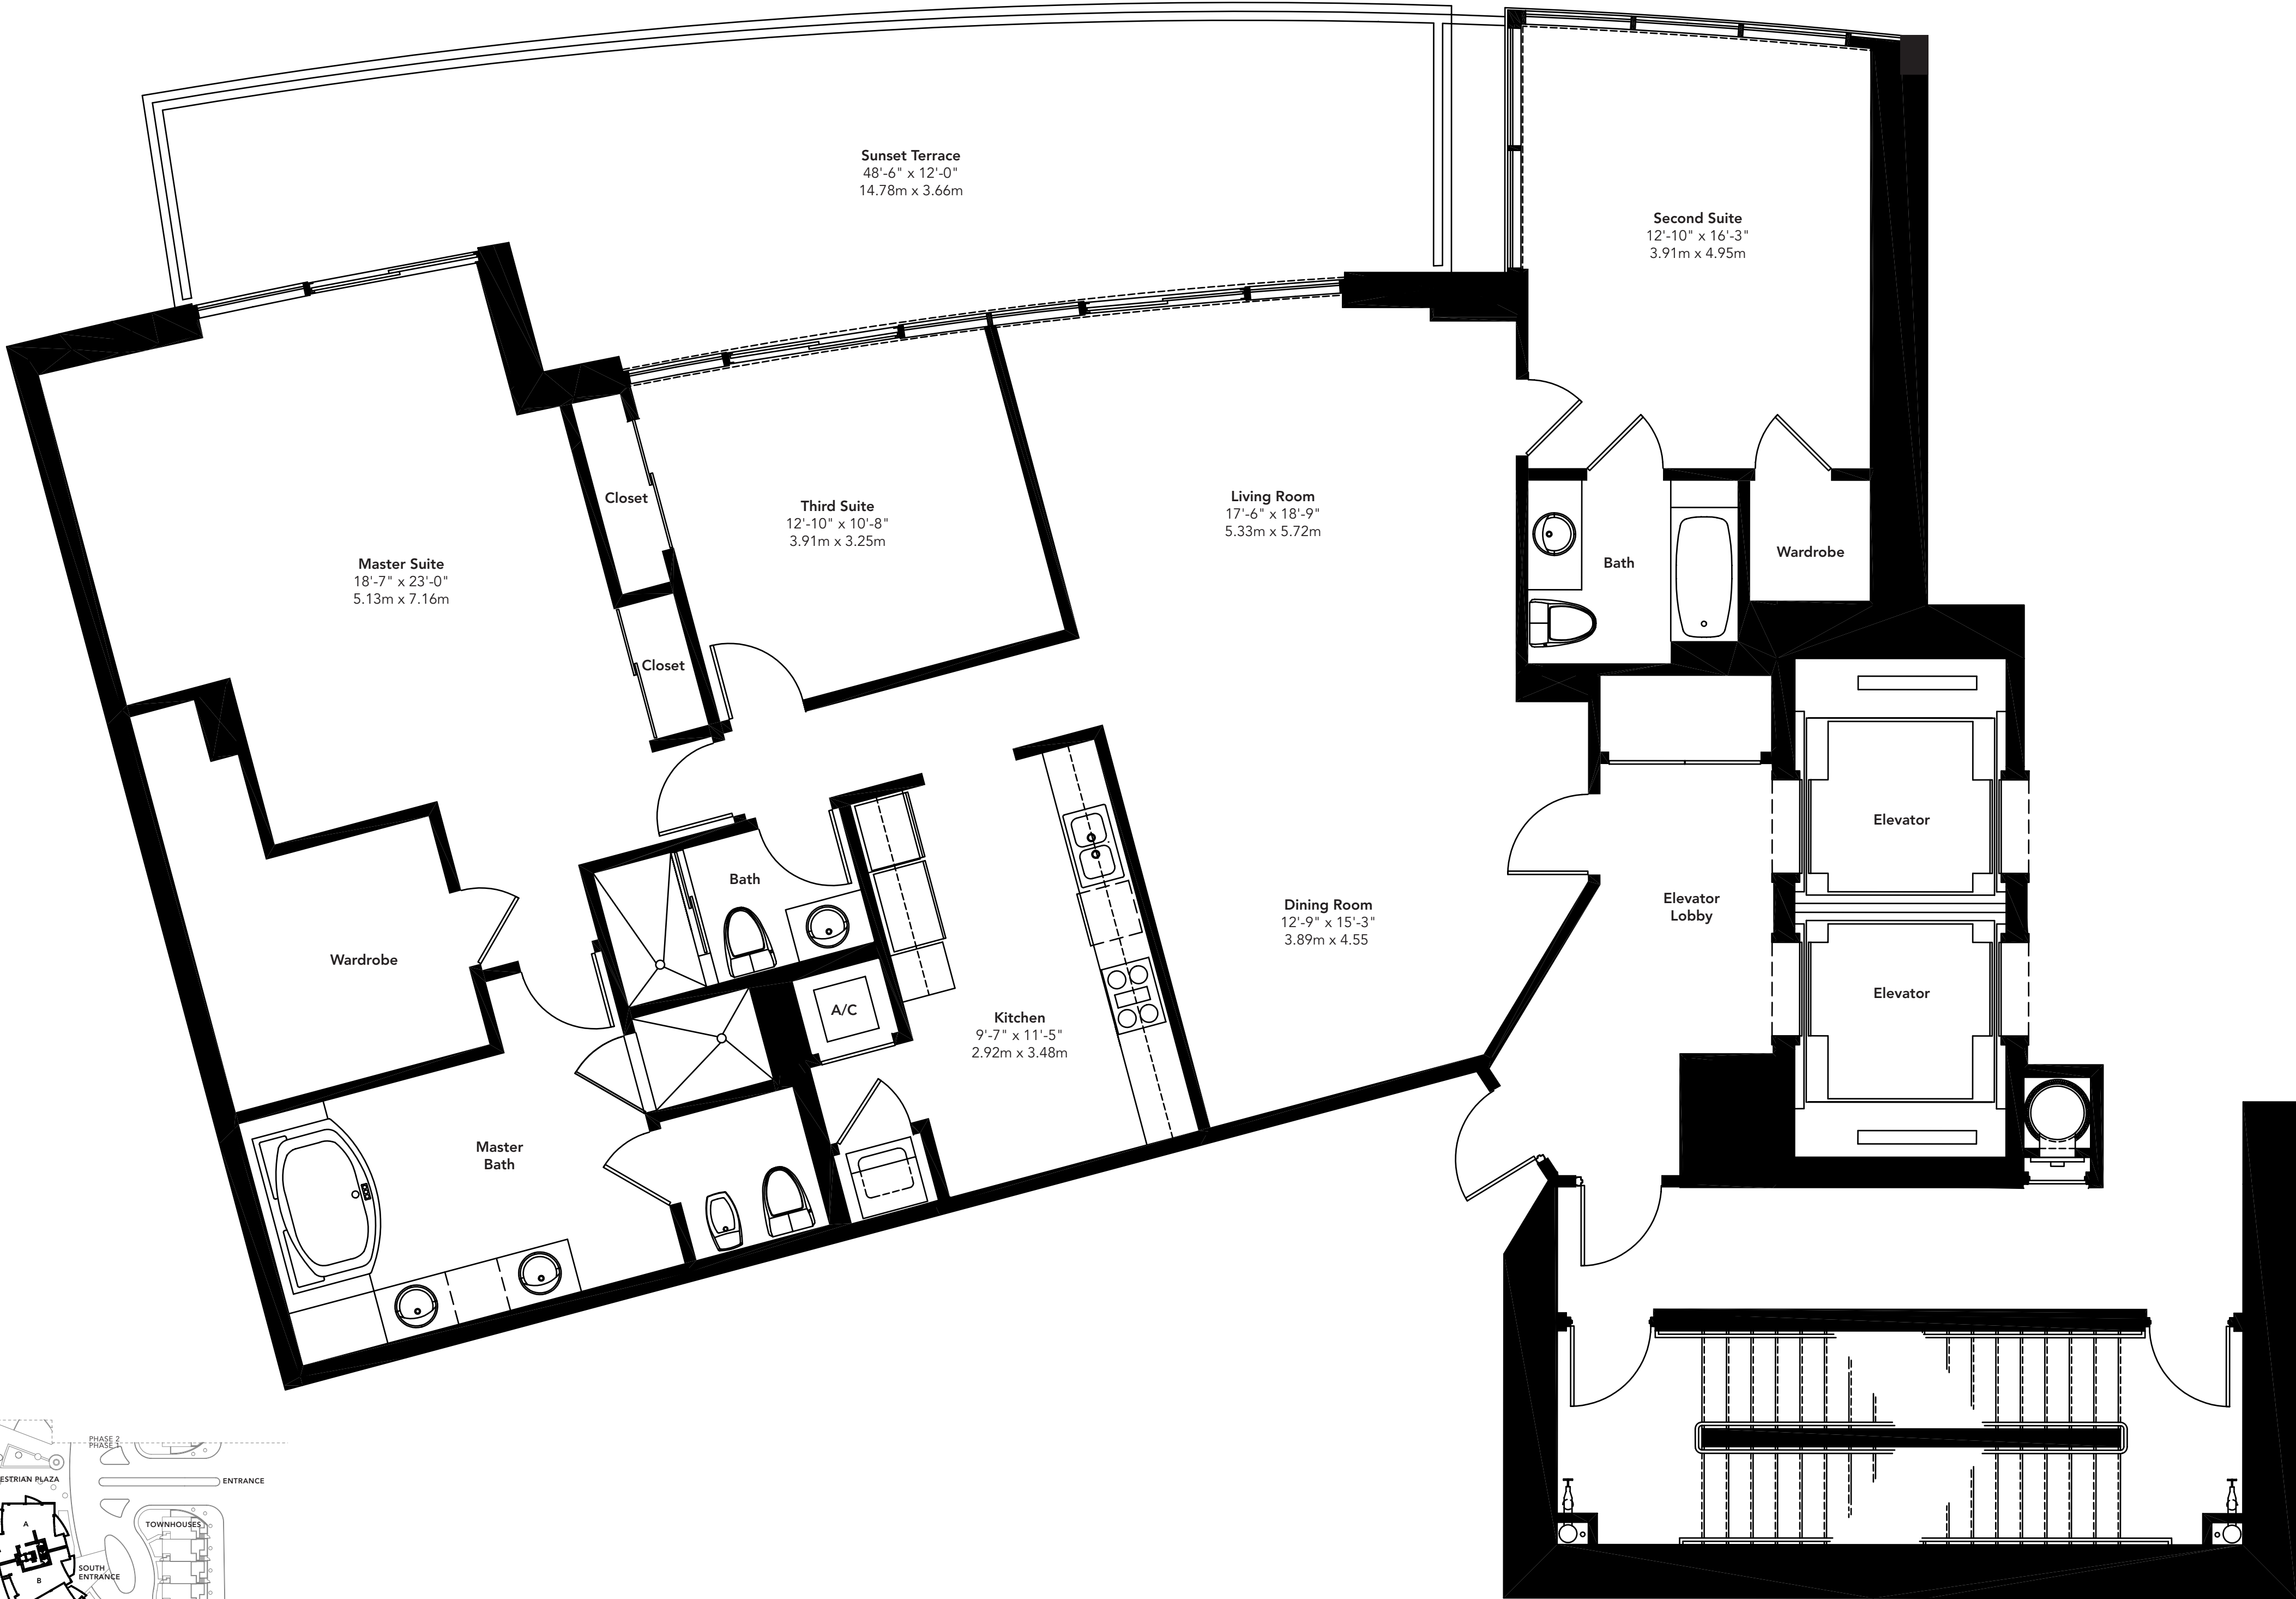 Sunset Terrace
48'-6" x 12'-0"
14.78m x 3.66m
Second Suite
12'-10" x 16'-3"
3.91m x 4.95m
Closet
Third Suite
12'-10" x 10'-8"
3.91m x 3.25m
Living Room
17'-6" x 18'-9"
5.33m x 5.72m
Master Suite
18'-7" x 23'-0"
5.13m x 7.16m
Bath
Wardrobe
Closet
Elevator
Bath
Elevator
Lobby
Dining Room
12'-9" x 15'-3"
3.89m x 4.55
Wardrobe
A/C
Elevator
Kitchen
9'-7" x 11'-5"
2.92m x 3.48m
Master
Bath
PHASE 2
PHASE 1
ESTRIAN PLAZA
ENTRANCE
A
TOWNHOUSES
SOUTH
ENTRANCE
B